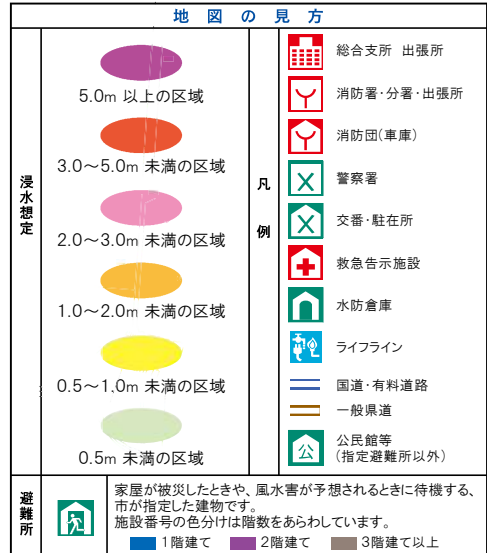 地図の見方
浸水想定
5.0m 以上の区域
3.0～5.0m 未満の区域
2.0～3.0m 未満の区域
1.0～2.0m 未満の区域
0.5～1.0m 未満の区域
0.5m 未満の区域
凡例
総合支所 出張所
消防署・分署・出張所
消防団(車庫)
警察署
交番・駐在所
救急告示施設
水防倉庫
ライフライン
国道・有料道路
一般県道
公
公民館等
(指定避難所以外)
避難所
家屋が被災したときや、風水害が予想されるときに待機する、
市が指定した建物です。
施設番号の色分けは階数をあらわしています。
1階建て 2階建て 3階建て以上